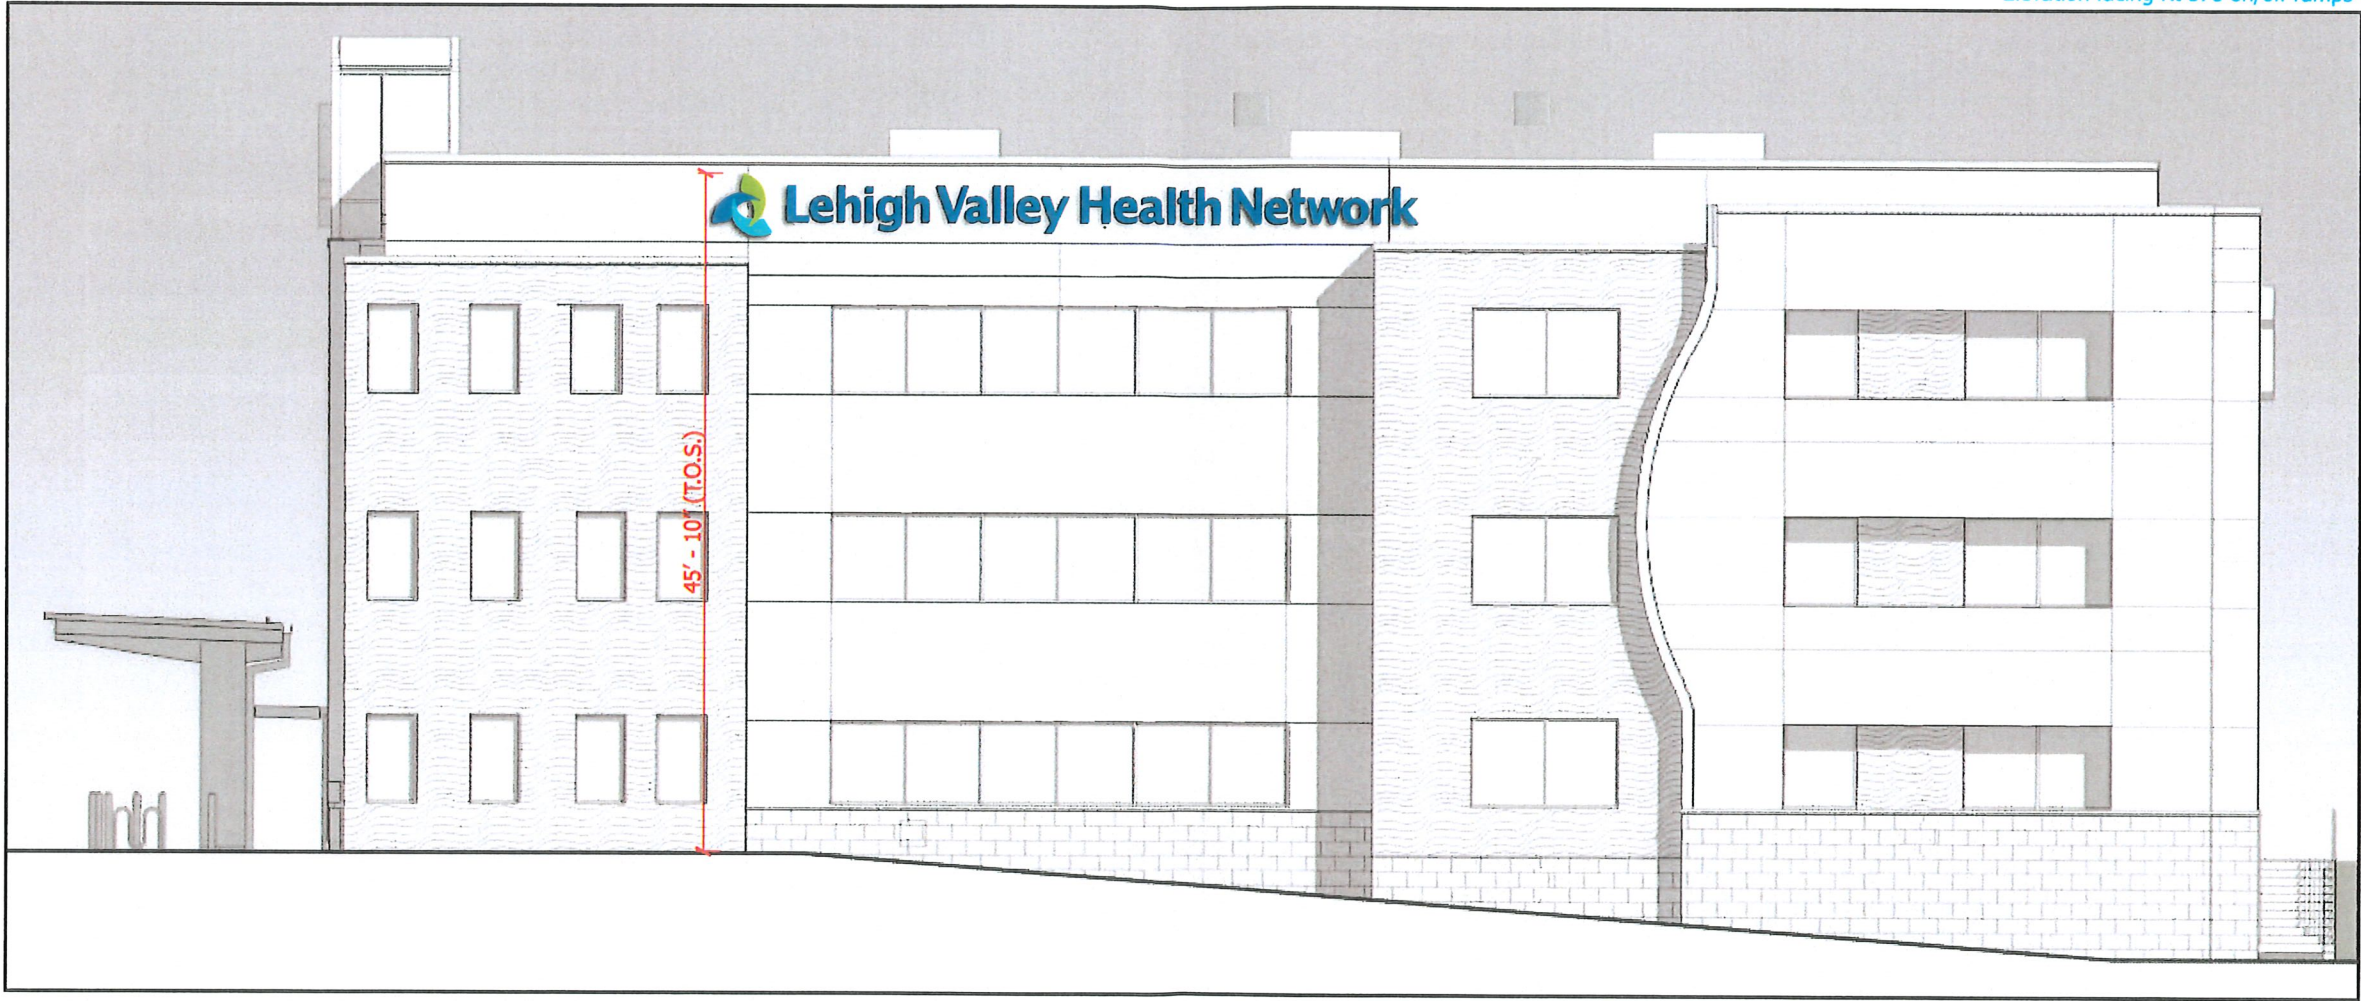 Lehigh Valley Health Network
45' - 10" (T.O.S.)